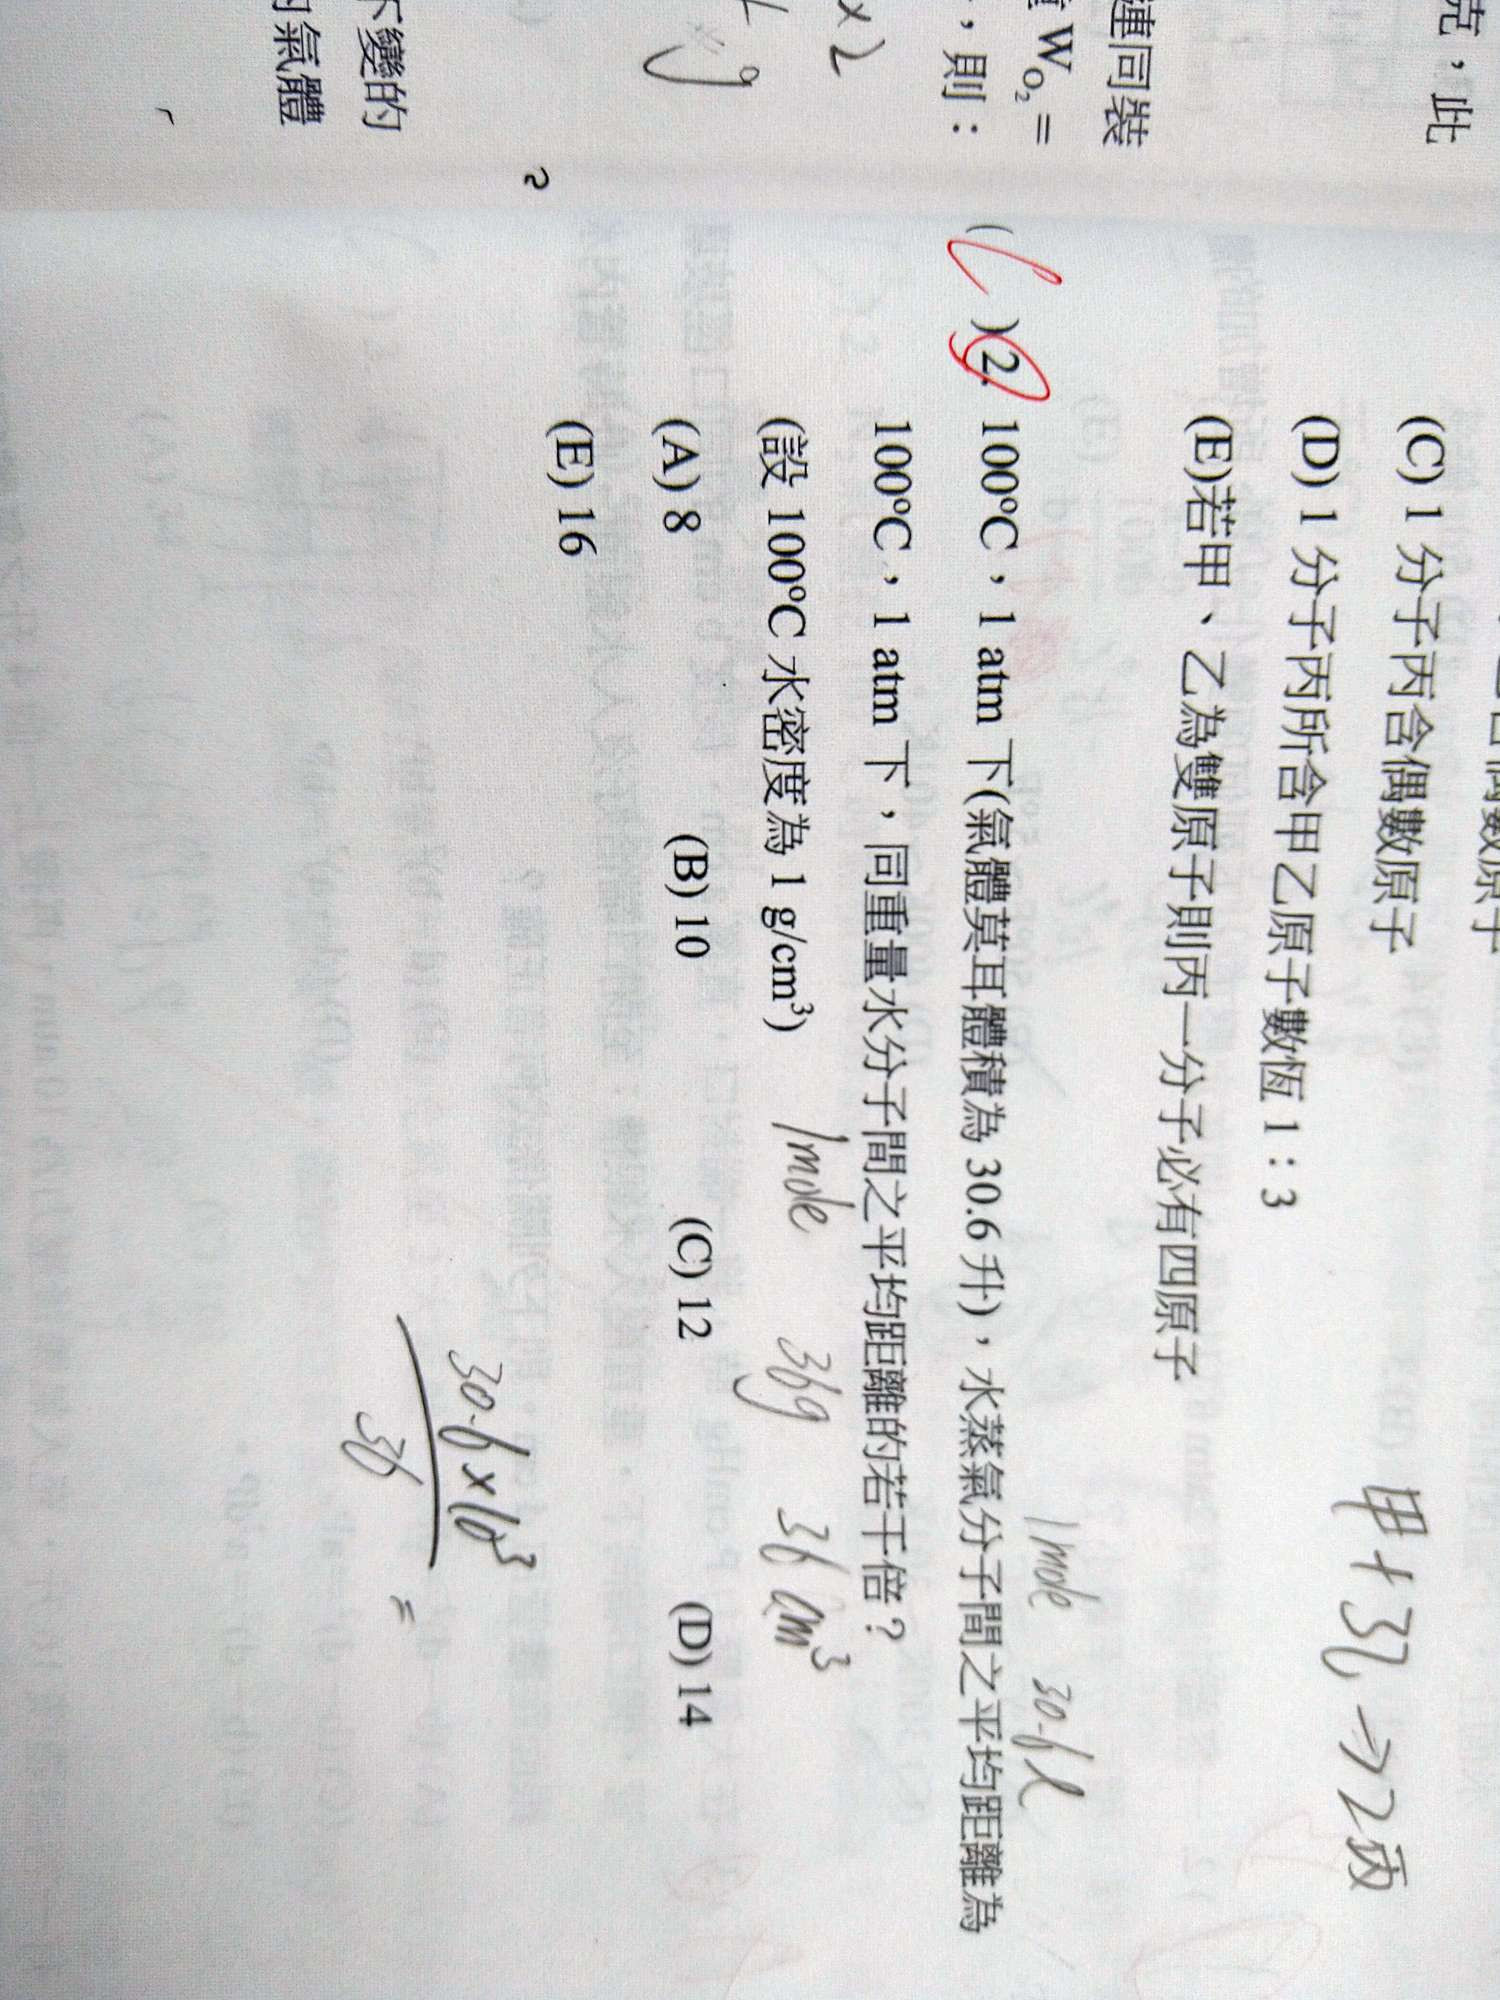 克，此
連同裝
W_{O₂} =
，則：
×2
g
不變的
氣體
(C) 1 分子丙含偶數原子
(D) 1 分子丙所含甲乙原子數恆 1 : 3
(E)若甲、乙為雙原子則丙一分子必有四原子
甲+3乙→2丙
1mole 30.6l
( )2. 100°C，1 atm 下(氣體莫耳體積為 30.6 升)，水蒸氣分子間之平均距離為
100°C，1 atm 下，同重量水分子間之平均距離的若干倍？
(設 100°C 水密度為 1 g/cm³)
1mole 36g 36cm³
(A) 8 (B) 10 (C) 12 (D) 14
(E) 16
30.6×10³
36 =